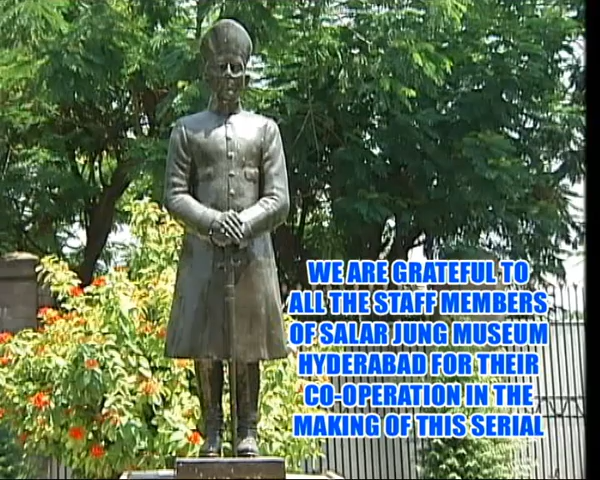 WE ARE GRATEFUL TO
ALL THE STAFF MEMBERS
OF SALAR JUNG MUSEUM
HYDERABAD FOR THEIR
CO-OPERATION IN THE
MAKING OF THIS SERIAL